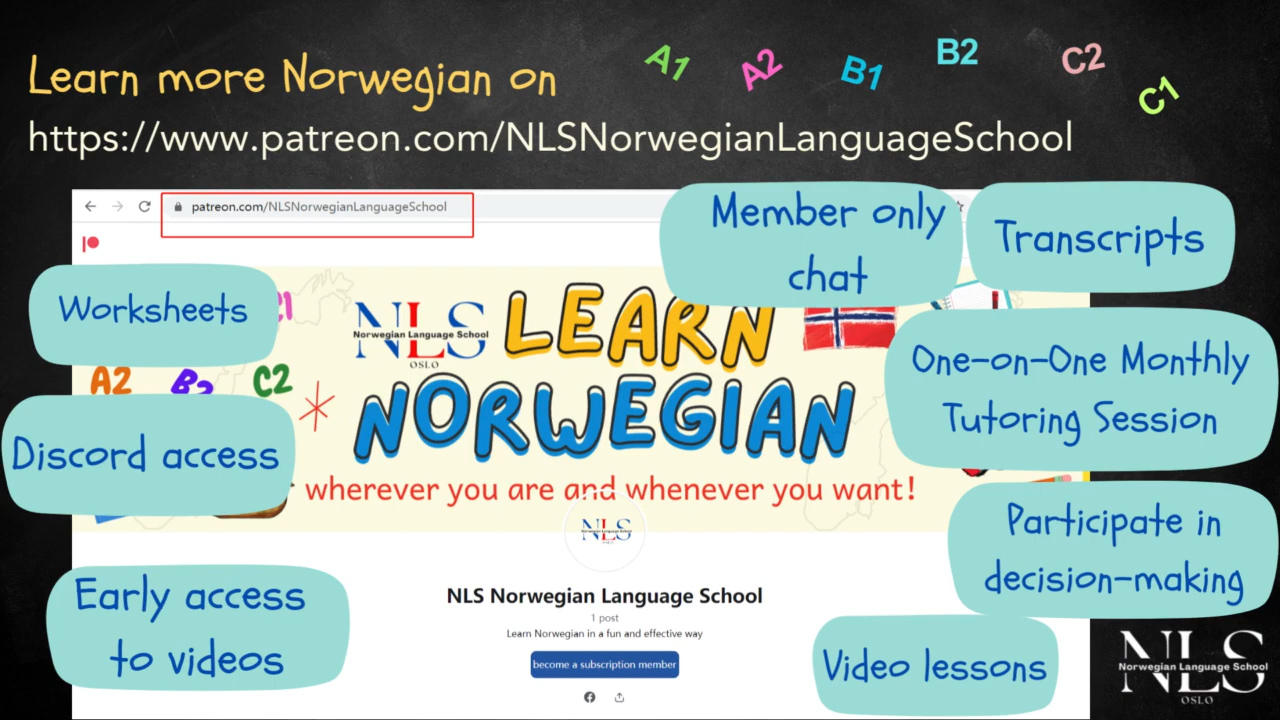 Learn more Norwegian on
A1
A2
B1
B2
C2
C1
https://www.patreon.com/NLSNorwegianLanguageSchool
patreon.com/NLSNorwegianLanguageSchool
Member only
chat
Transcripts
Worksheets
NLS
Norwegian Language School
OSLO
LEARN
NORWEGIAN
A2
B2
C2
One-on-One Monthly
Tutoring Session
Discord access
wherever you are and whenever you want!
NLS
Norwegian Language School
Participate in
decision-making
Early access
to videos
NLS Norwegian Language School
1 post
Learn Norwegian in a fun and effective way
become a subscription member
Video lessons
NLS
Norwegian Language School
OSLO